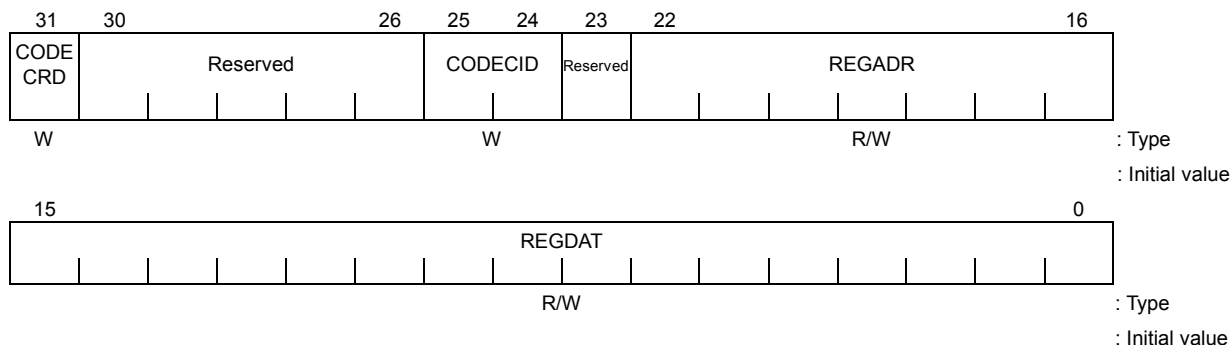 31 30 26 25 24 23 22 16
CODE CRD Reserved CODECID Reserved REGADR
W W R/W : Type
: Initial value
15 0
REGDAT
R/W : Type
: Initial value